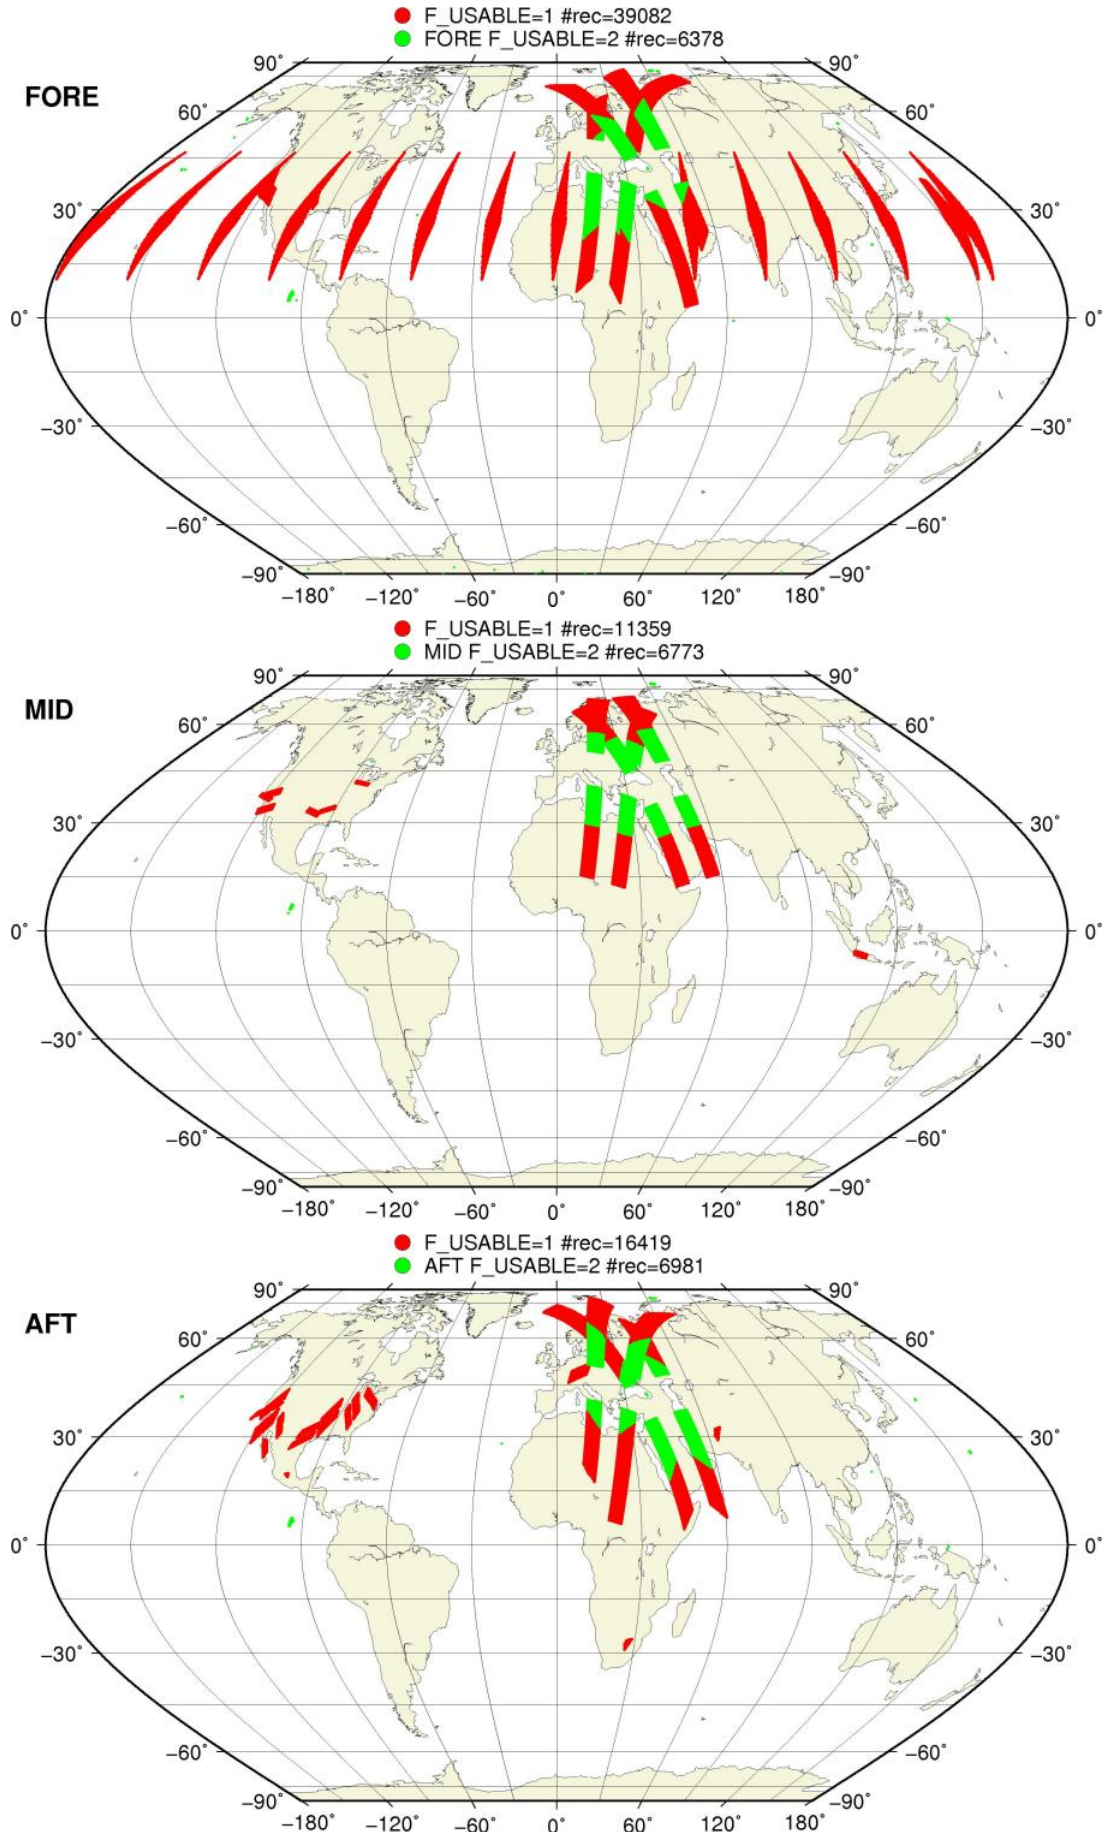 F_USABLE=1 #rec=39082
FORE F_USABLE=2 #rec=6378
FORE
90° 90°
60° 60°
30° 30°
0° 0°
−30° −30°
−60° −60°
−90° −90°
−180° −120° −60° 0° 60° 120° 180°
F_USABLE=1 #rec=11359
MID F_USABLE=2 #rec=6773
MID
90° 90°
60° 60°
30° 30°
0° 0°
−30° −30°
−60° −60°
−90° −90°
−180° −120° −60° 0° 60° 120° 180°
F_USABLE=1 #rec=16419
AFT F_USABLE=2 #rec=6981
AFT
90° 90°
60° 60°
30° 30°
0° 0°
−30° −30°
−60° −60°
−90° −90°
−180° −120° −60° 0° 60° 120° 180°